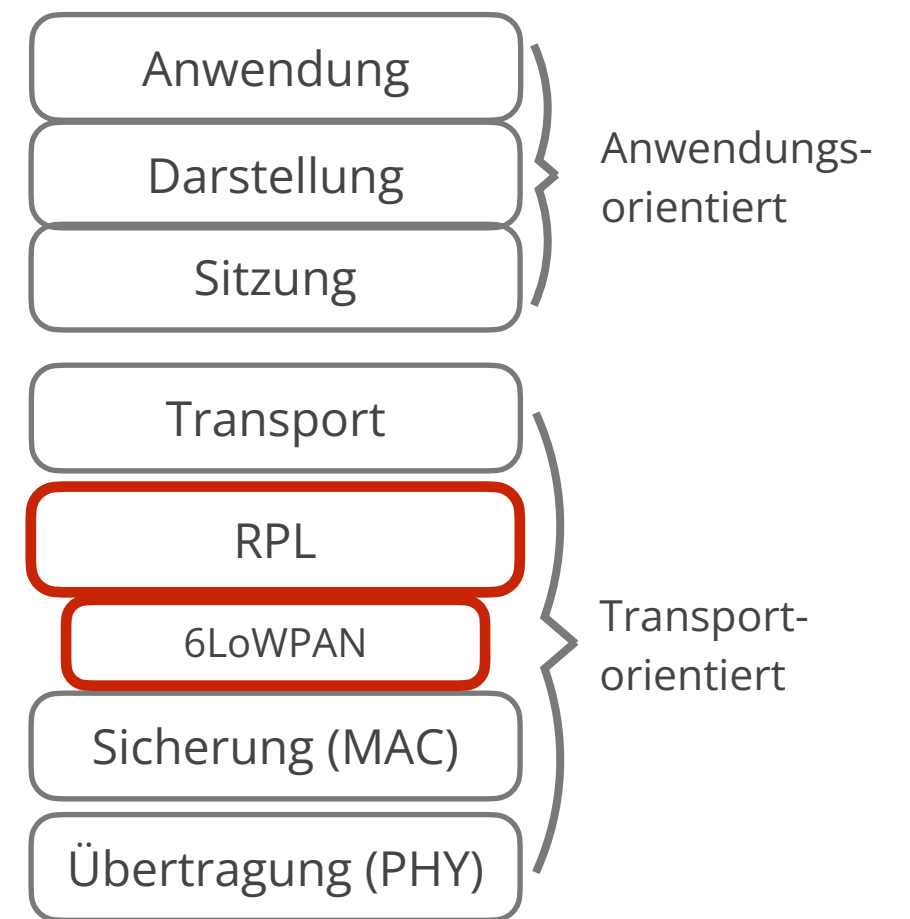 Anwendung
Darstellung
Sitzung
Anwendungs-
orientiert
Transport
RPL
6LoWPAN
Sicherung (MAC)
Übertragung (PHY)
Transport-
orientiert